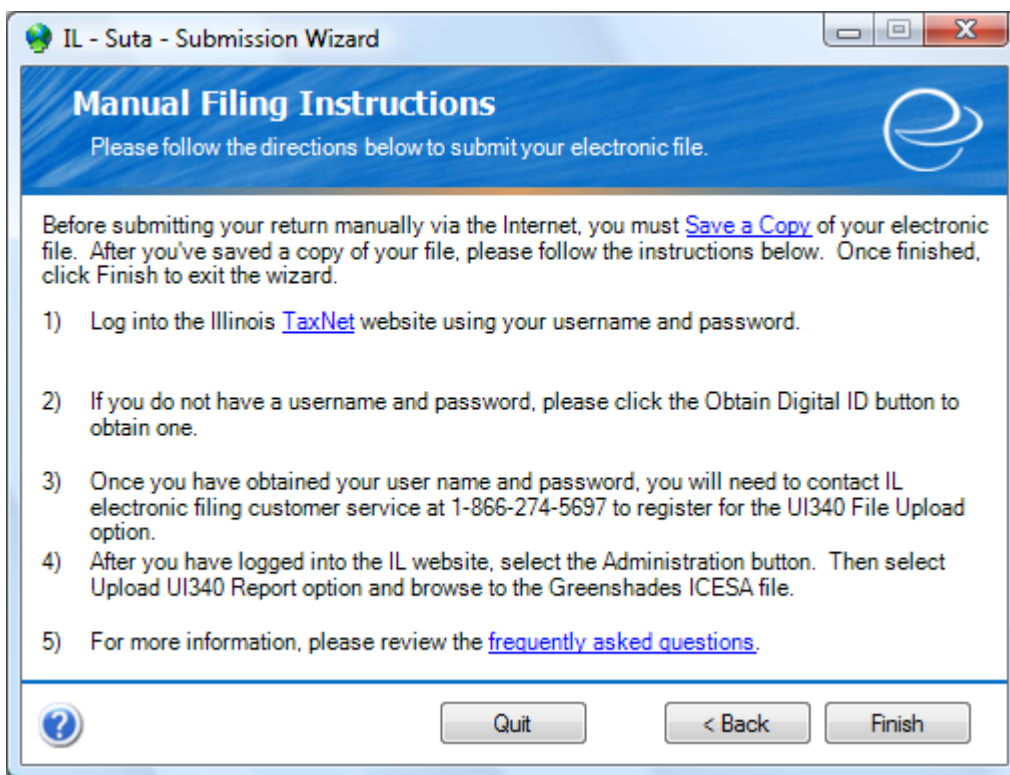 IL - Suta - Submission Wizard
Manual Filing Instructions
Please follow the directions below to submit your electronic file.
Before submitting your return manually via the Internet, you must Save a Copy of your electronic
file.  After you've saved a copy of your file, please follow the instructions below.  Once finished,
click Finish to exit the wizard.
1) Log into the Illinois TaxNet website using your username and password.
2) If you do not have a username and password, please click the Obtain Digital ID button to
obtain one.
3) Once you have obtained your user name and password, you will need to contact IL
electronic filing customer service at 1-866-274-5697 to register for the UI340 File Upload
option.
4) After you have logged into the IL website, select the Administration button.  Then select
Upload UI340 Report option and browse to the Greenshades ICESA file.
5) For more information, please review the frequently asked questions.
? Quit < Back Finish